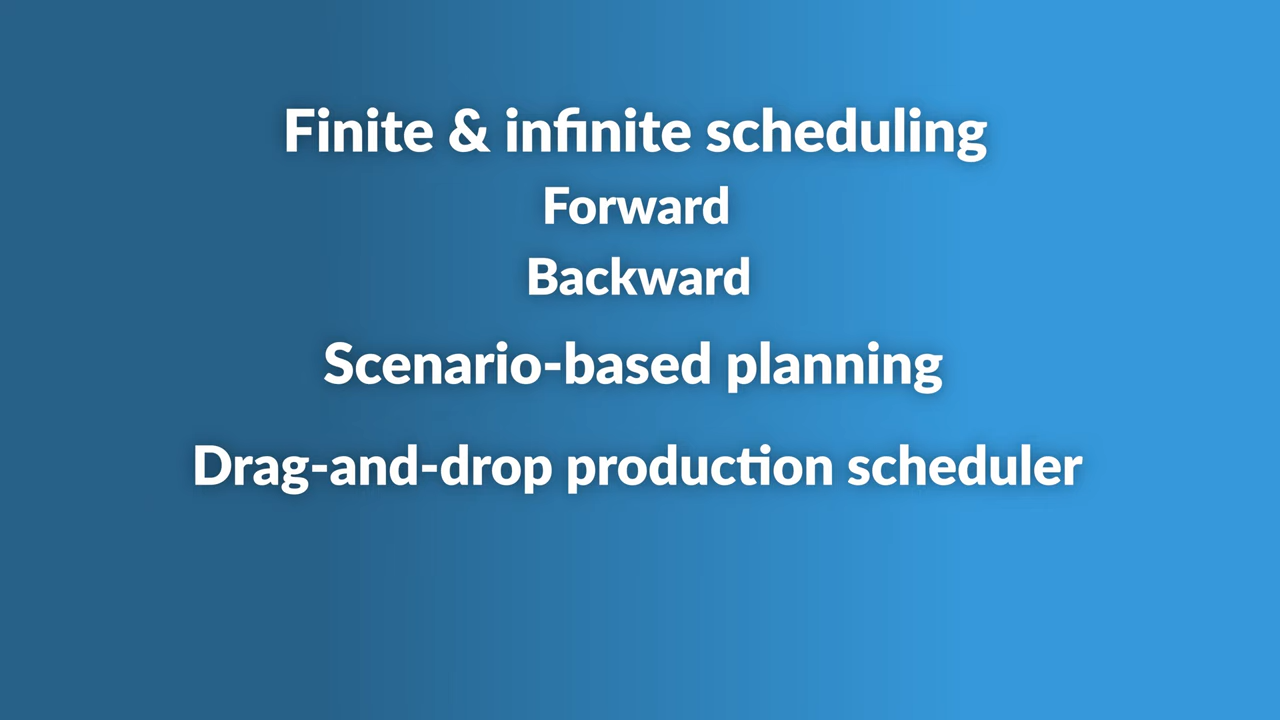 Finite & infinite scheduling
Forward
Backward
Scenario-based planning
Drag-and-drop production scheduler